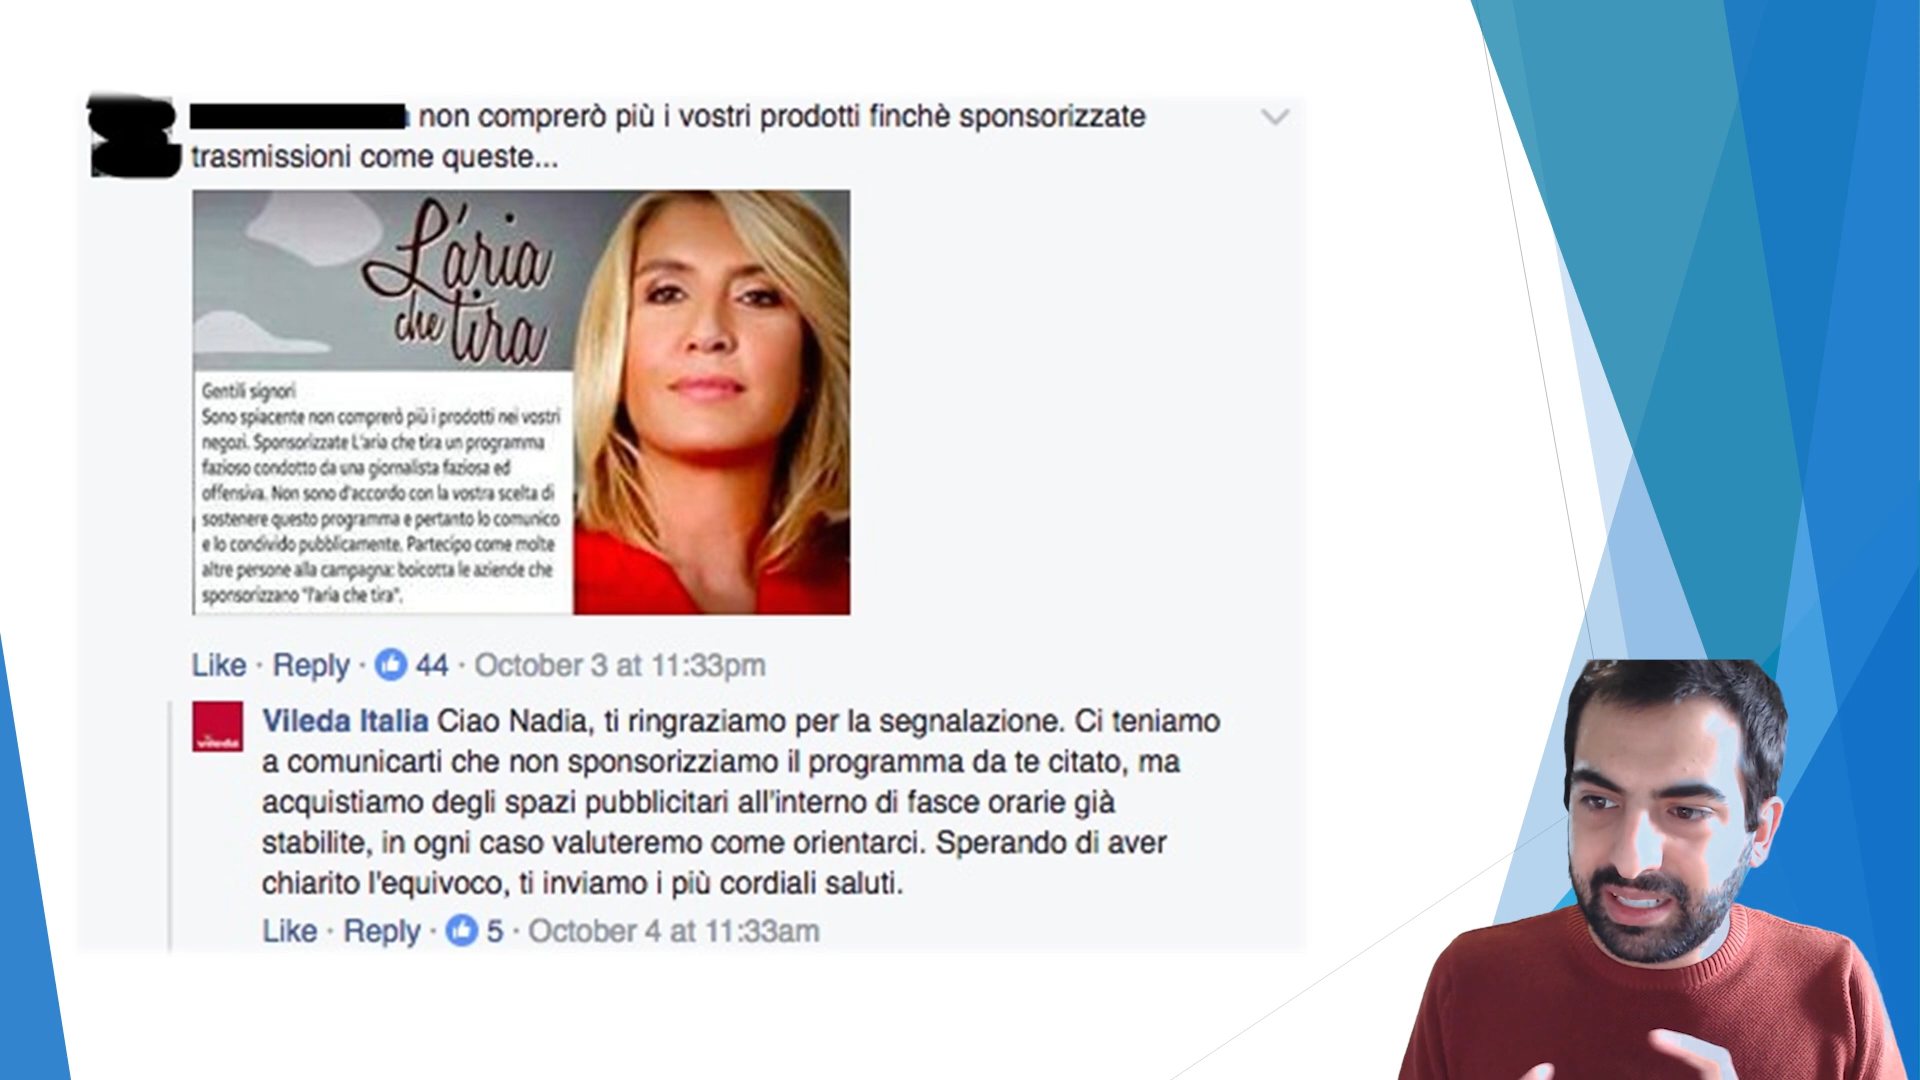 non comprerò più i vostri prodotti finchè sponsorizzate
trasmissioni come queste...
L'aria
che tira
Gentili signori
Sono spiacente non comprerò più i prodotti nei vostri
negozi. Sponsorizzate L'aria che tira un programma
fazioso condotto da una giornalista faziosa ed
offensiva. Non sono d'accordo con la vostra scelta di
sostenere questo programma e pertanto lo comunico
e lo condivido pubblicamente. Partecipo come molte
altre persone alla campagna: boicotta le aziende che
sponsorizzano "l'aria che tira".
Like · Reply · 44 · October 3 at 11:33pm
vileda
Vileda Italia Ciao Nadia, ti ringraziamo per la segnalazione. Ci teniamo
a comunicarti che non sponsorizziamo il programma da te citato, ma
acquistiamo degli spazi pubblicitari all'interno di fasce orarie già
stabilite, in ogni caso valuteremo come orientarci. Sperando di aver
chiarito l'equivoco, ti inviamo i più cordiali saluti.
Like · Reply · 5 · October 4 at 11:33am